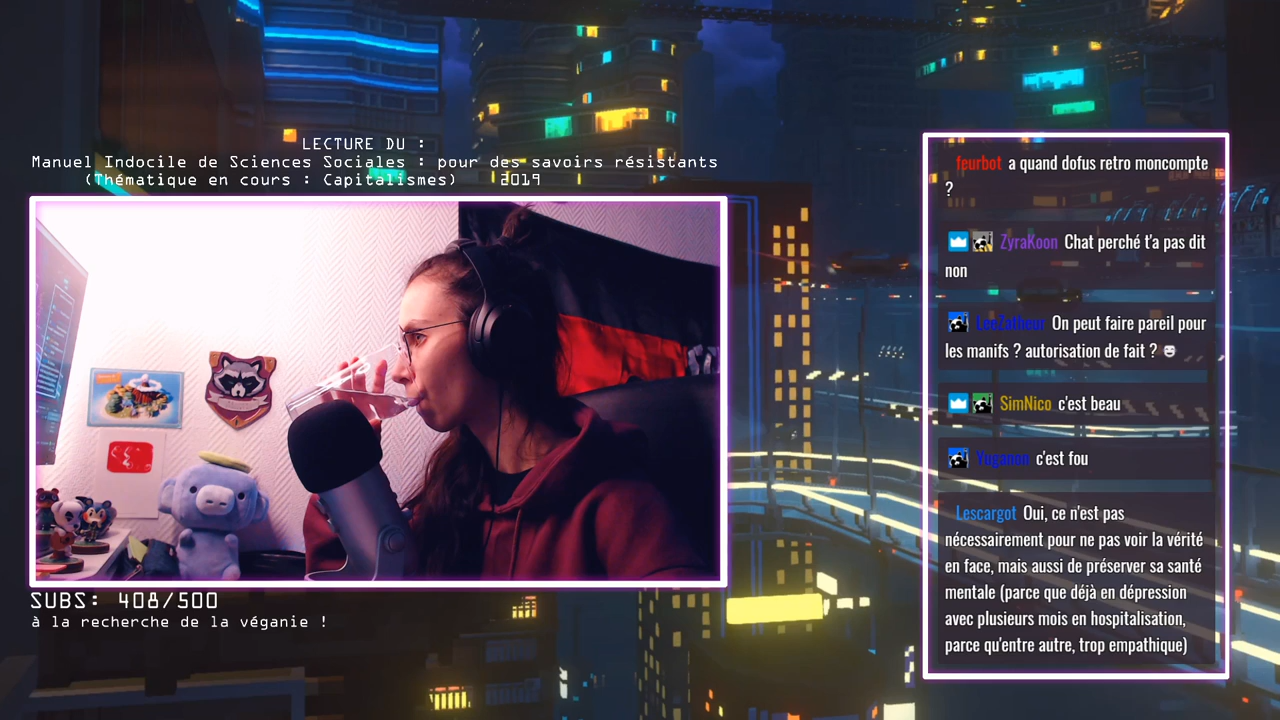 LECTURE DU :
Manuel Indocile de Sciences Sociales : pour des savoirs résistants
(Thématique en cours : Capitalismes) 2019
SUBS: 408/500
à la recherche de la véganie !
feurbot a quand dofus retro moncompte
?
ZyraKoon Chat perché t'a pas dit
non
LeeZatheur On peut faire pareil pour
les manifs ? autorisation de fait ?
SimNico c'est beau
Yuganon c'est fou
Lescargot Oui, ce n'est pas
nécessairement pour ne pas voir la vérité
en face, mais aussi de préserver sa santé
mentale (parce que déjà en dépression
avec plusieurs mois en hospitalisation,
parce qu'entre autre, trop empathique)